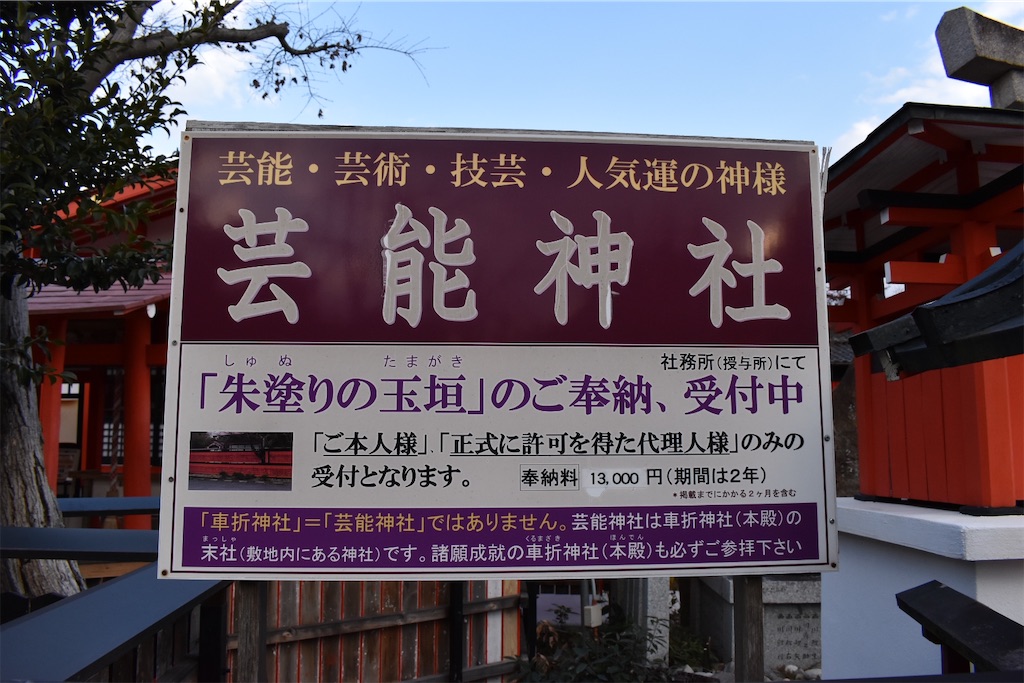 芸能・芸術・技芸・人気運の神様
芸能神社
社務所(授与所)にて
しゅぬ たまがき
「朱塗りの玉垣」のご奉納、受付中
「ご本人様」、「正式に許可を得た代理人様」のみの
受付となります。
奉納料 13,000 円(期間は2年)
*掲載までにかかる2ヶ月を含む
「車折神社」=「芸能神社」ではありません。芸能神社は車折神社(本殿)の
まっしゃ くるまざき ほんでん
末社(敷地内にある神社)です。諸願成就の車折神社(本殿)も必ずご参拝下さい